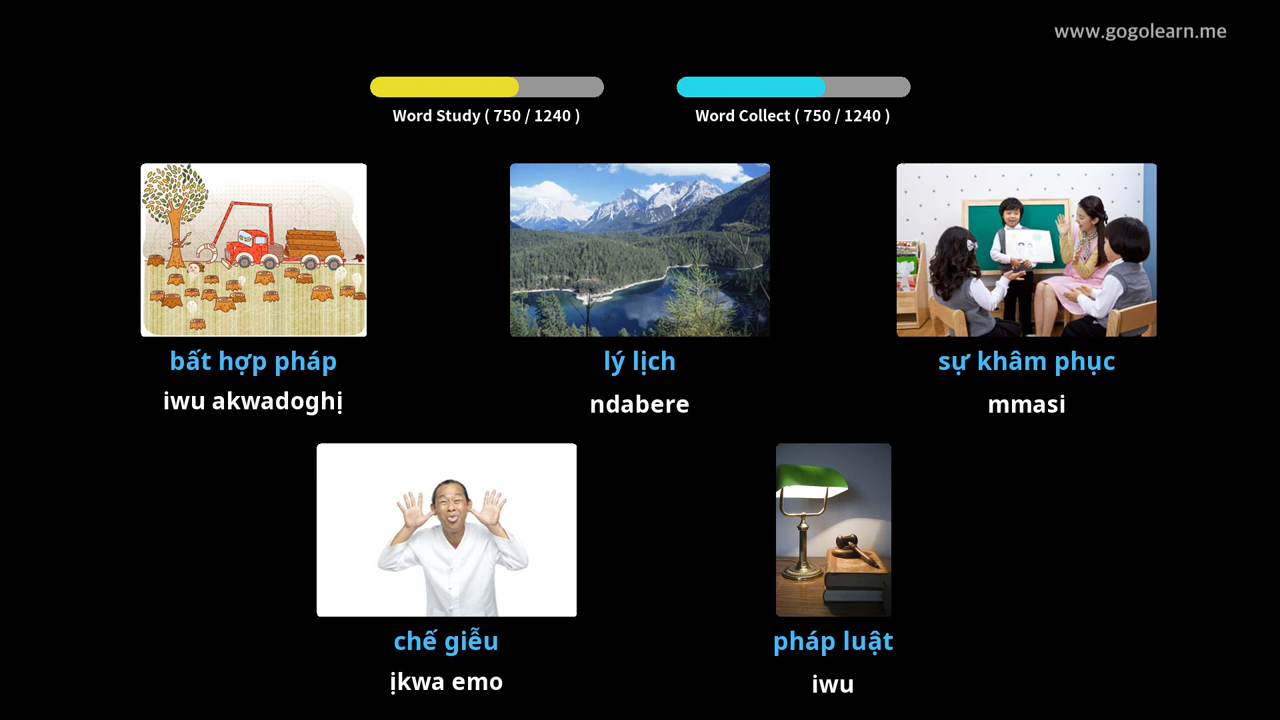 www.gogolearn.me
Word Study ( 750 / 1240 )
Word Collect ( 750 / 1240 )
bất hợp pháp
iwu akwadoghị
lý lịch
ndabere
sự khâm phục
mmasi
chế giễu
ịkwa emo
pháp luật
iwu